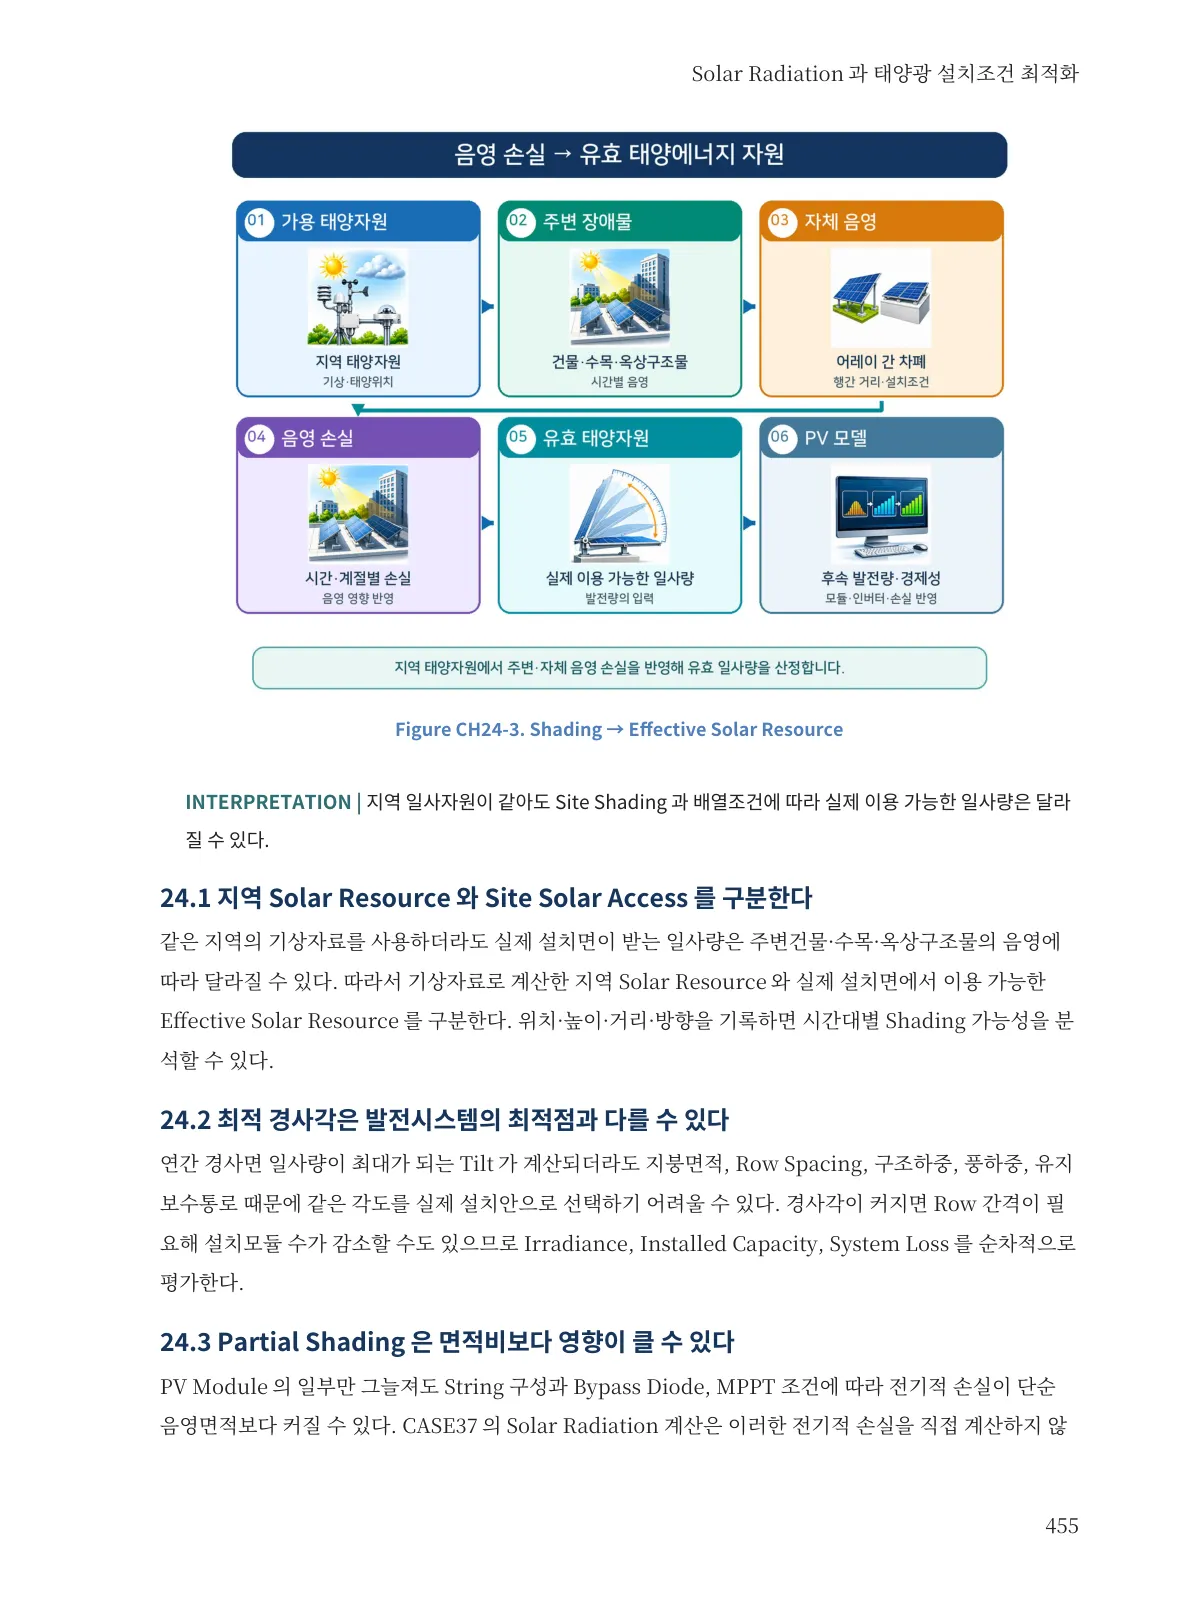 Solar Radiation 과 태양광 설치조건 최적화
음영 손실 → 유효 태양에너지 자원
01 가용 태양자원
지역 태양자원
기상·태양위치
02 주변 장애물
건물·수목·옥상구조물
시간별 음영
03 자체 음영
어레이 간 차폐
행간 거리·설치조건
04 음영 손실
시간·계절별 손실
음영 영향 반영
05 유효 태양자원
실제 이용 가능한 일사량
발전량의 입력
06 PV 모델
후속 발전량·경제성
모듈·인버터·손실 반영
지역 태양자원에서 주변·자체 음영 손실을 반영해 유효 일사량을 산정합니다.
Figure CH24-3. Shading → Effective Solar Resource
INTERPRETATION | 지역 일사자원이 같아도 Site Shading 과 배열조건에 따라 실제 이용 가능한 일사량은 달라
질 수 있다.
24.1 지역 Solar Resource 와 Site Solar Access 를 구분한다
같은 지역의 기상자료를 사용하더라도 실제 설치면이 받는 일사량은 주변건물·수목·옥상구조물의 음영에
따라 달라질 수 있다. 따라서 기상자료로 계산한 지역 Solar Resource 와 실제 설치면에서 이용 가능한
Effective Solar Resource 를 구분한다. 위치·높이·거리·방향을 기록하면 시간대별 Shading 가능성을 분
석할 수 있다.
24.2 최적 경사각은 발전시스템의 최적점과 다를 수 있다
연간 경사면 일사량이 최대가 되는 Tilt 가 계산되더라도 지붕면적, Row Spacing, 구조하중, 풍하중, 유지
보수통로 때문에 같은 각도를 실제 설치안으로 선택하기 어려울 수 있다. 경사각이 커지면 Row 간격이 필
요해 설치모듈 수가 감소할 수도 있으므로 Irradiance, Installed Capacity, System Loss 를 순차적으로
평가한다.
24.3 Partial Shading 은 면적비보다 영향이 클 수 있다
PV Module 의 일부만 그늘져도 String 구성과 Bypass Diode, MPPT 조건에 따라 전기적 손실이 단순
음영면적보다 커질 수 있다. CASE37 의 Solar Radiation 계산은 이러한 전기적 손실을 직접 계산하지 않
455